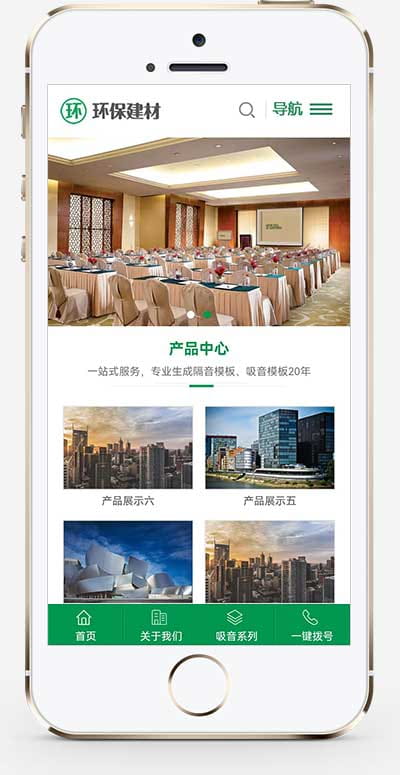 环 环保建材
导航
产品中心
一站式服务，专业生成隔音模板、吸音模板20年
产品展示六
产品展示五
首页
关于我们
吸音系列
一键拨号